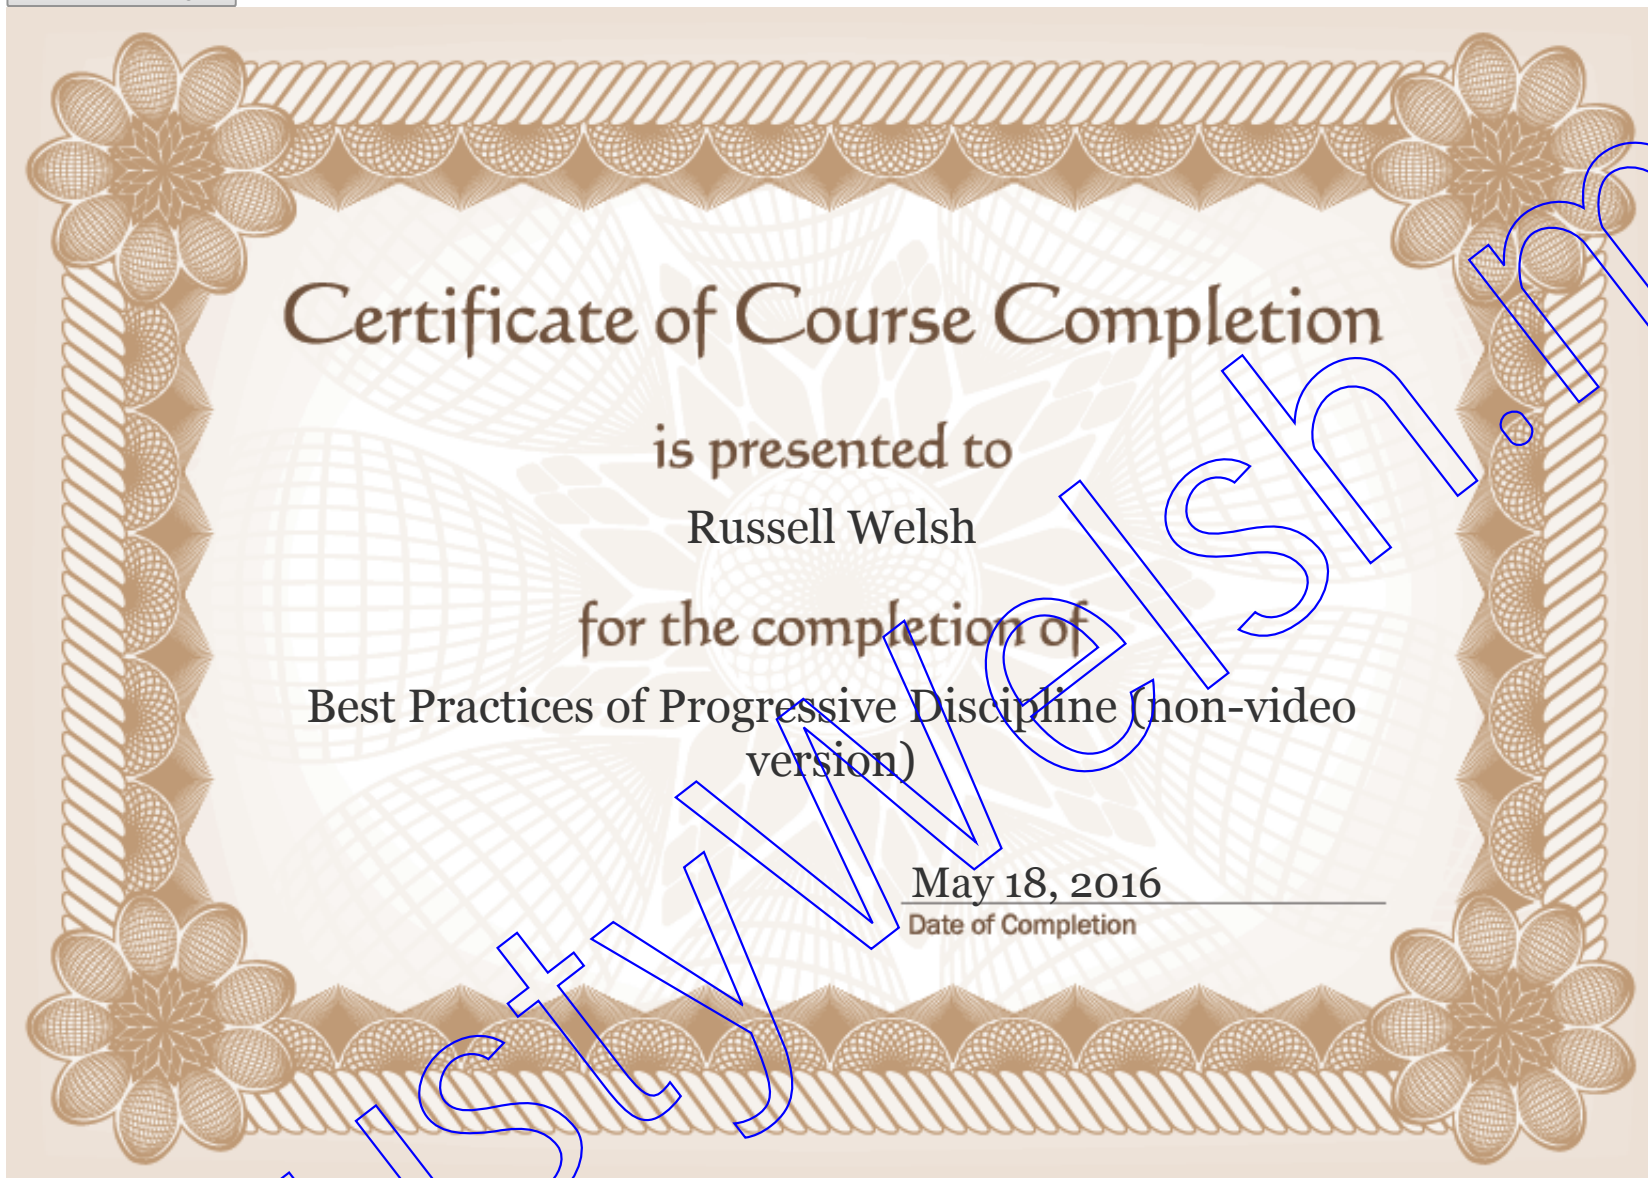 Certificate of Course Completion
is presented to
Russell Welsh
for the completion of
Best Practices of Progressive Discipline (non-video
version)
May 18, 2016
Date of Completion
ustyWelsh.n